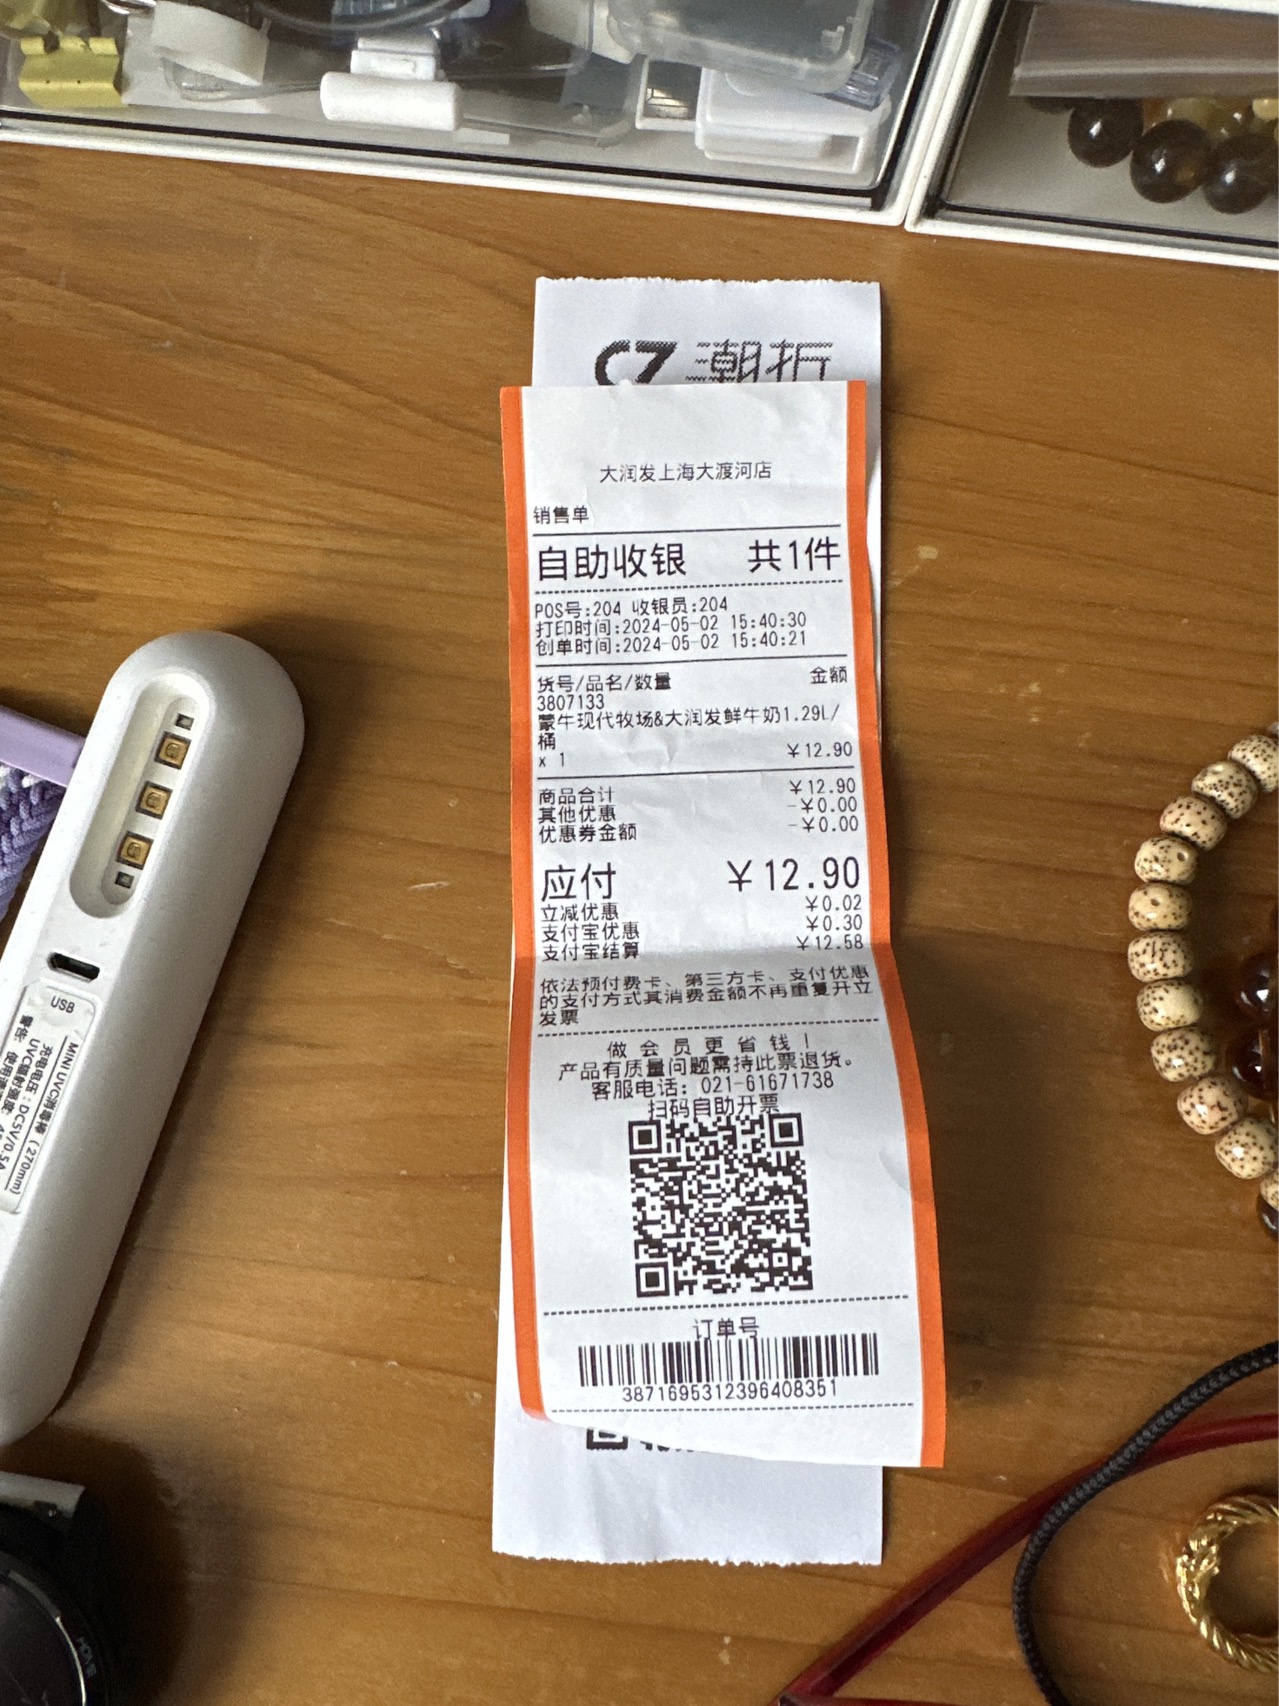 潮折
大润发上海大渡河店
销售单
自助收银 共1件
POS号:204 收银员:204
打印时间:2024-05-02 15:40:30
创单时间:2024-05-02 15:40:21
货号/品名/数量 金额
3807133
蒙牛现代牧场&大润发鲜牛奶1.29L/
桶
x 1 ￥12.90
商品合计 ￥12.90
其他优惠 -￥0.00
优惠券金额 -￥0.00
应付 ￥12.90
立减优惠 ￥0.02
支付宝优惠 ￥0.30
支付宝结算 ￥12.58
依法预付费卡、第三方卡、支付优惠
的支付方式其消费金额不再重复开立
发票
做会员更省钱！
产品有质量问题需持此票退货。
客服电话: 021-61671738
扫码自助开票
订单号
3871695312396408351
USB
MINI UVC消毒棒（270mm）
充电电压：DC5V/0.5A
HOME